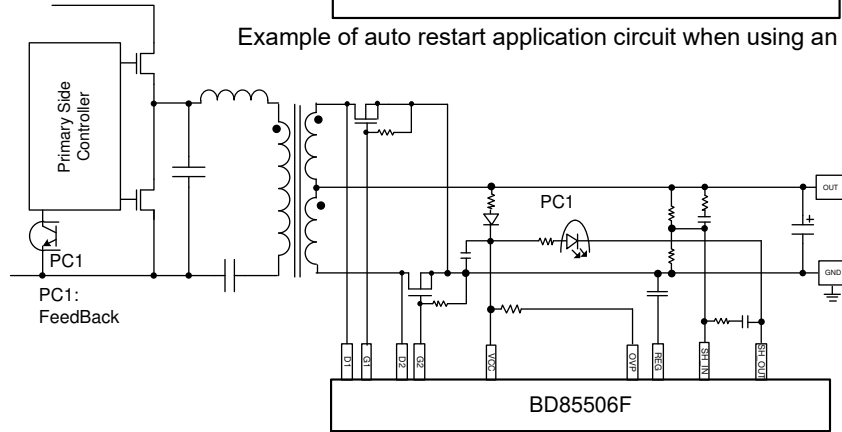 Example of auto restart application circuit when using an
Primary Side
Controller
PC1
PC1:
FeedBack
PC1
OUT
GND
D1
G1
D2
G2
VCC
OVP
REG
SH_IN
SH_OUT
BD85506F
+